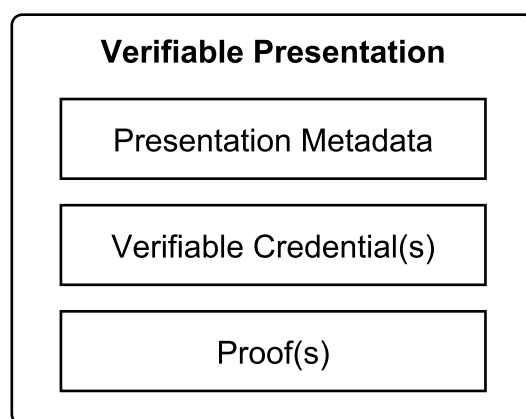 Verifiable Presentation
Presentation Metadata
Verifiable Credential(s)
Proof(s)